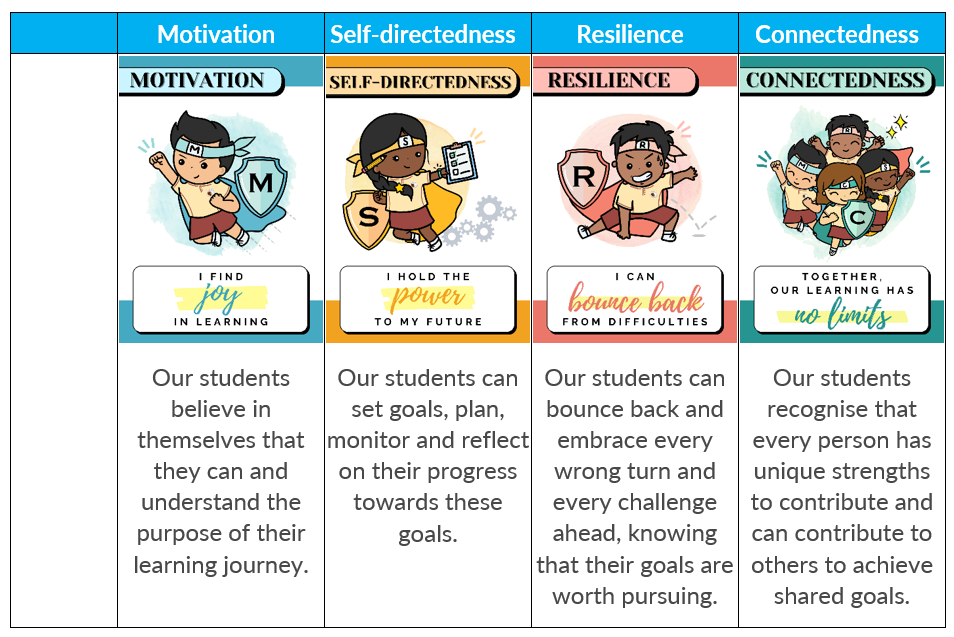 Motivation
Self-directedness
Resilience
Connectedness
MOTIVATION
M
M
I FIND
joy
IN LEARNING
SELF-DIRECTEDNESS
S
S
I HOLD THE
power
TO MY FUTURE
RESILIENCE
R
R
I CAN
bounce back
FROM DIFFICULTIES
CONNECTEDNESS
R
M
S
C
C
TOGETHER,
OUR LEARNING HAS
no limits
Our students
believe in
themselves that
they can and
understand the
purpose of their
learning journey.
Our students can
set goals, plan,
monitor and reflect
on their progress
towards these
goals.
Our students can
bounce back and
embrace every
wrong turn and
every challenge
ahead, knowing
that their goals are
worth pursuing.
Our students
recognise that
every person has
unique strengths
to contribute and
can contribute to
others to achieve
shared goals.